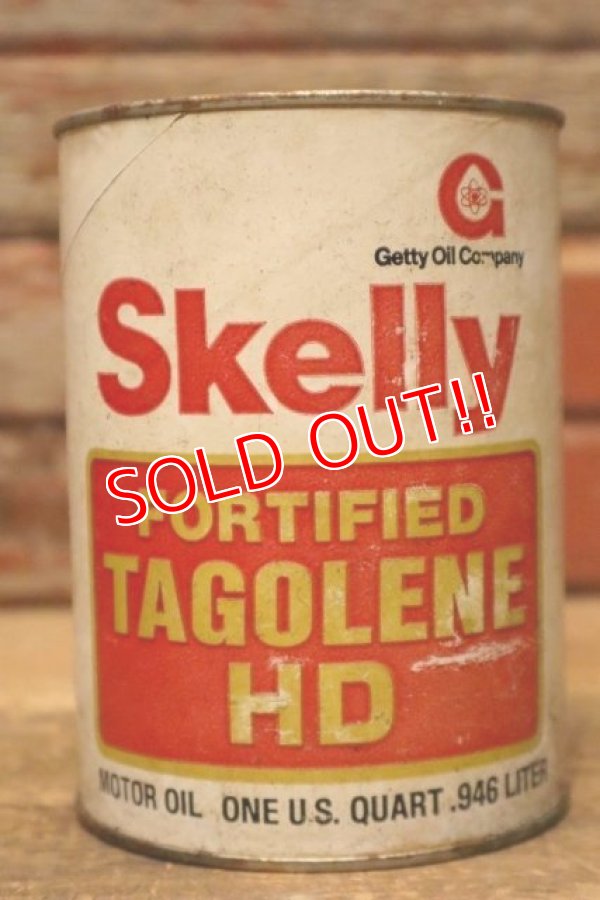 G
Getty Oil Company
Skelly
SOLD OUT!!
FORTIFIED
TAGOLENE
HD
MOTOR OIL ONE U.S. QUART .946 LITER